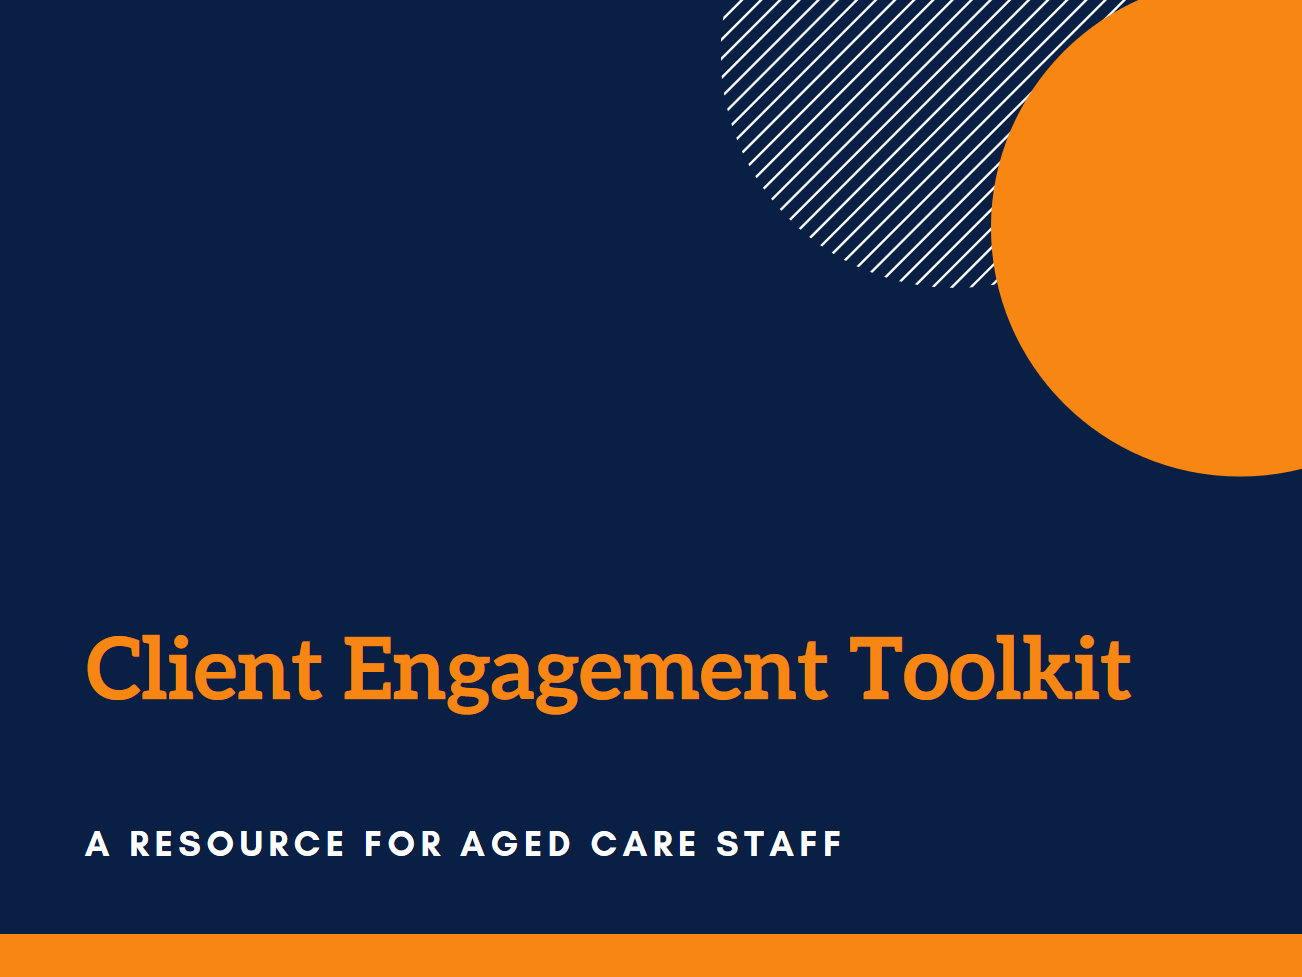 Client Engagement Toolkit
A RESOURCE FOR AGED CARE STAFF